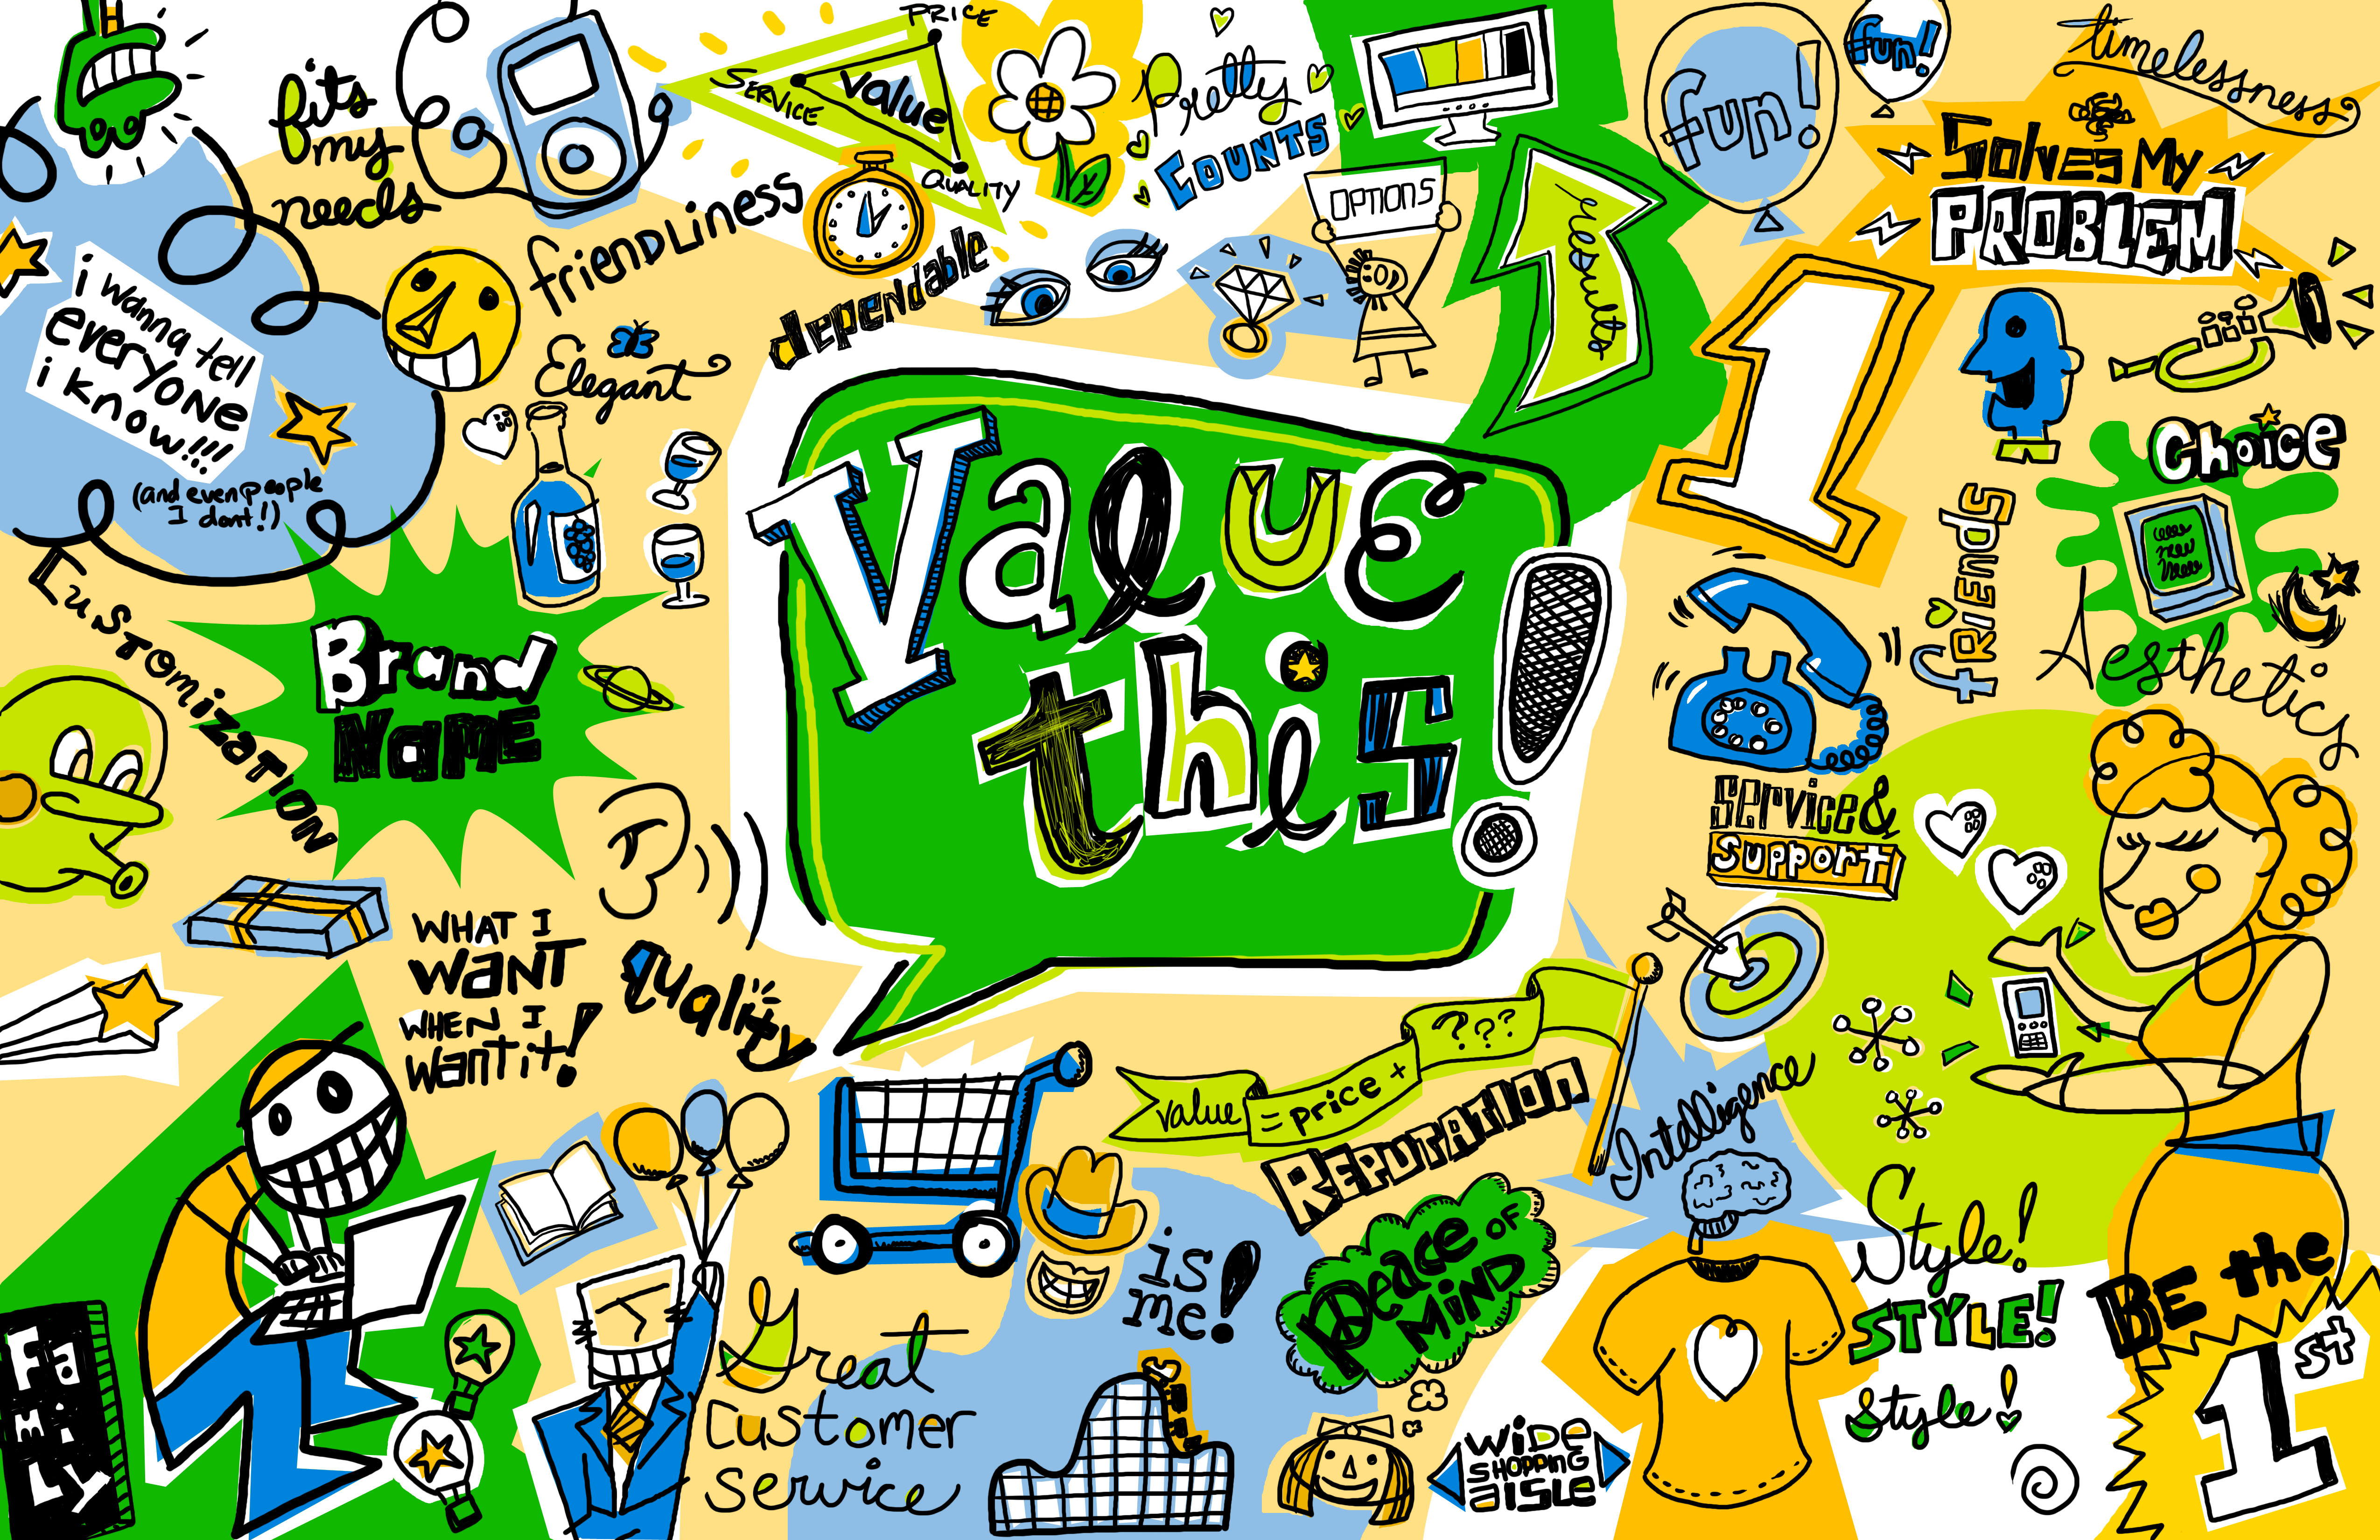 fits
my
needs
PRICE
SERVICE
Value
QUALITY
Pretty
COUNTS
OPTIONS
results
fun!
fun!
timelessness
Solves My
PROBLEM
friendliness
dependable
i wanna tell
everyone
i know!!!
(and even people
I dont!)
Elegant
1
Choice
friends
Aesthetics
Customization
Brand
Name
Value
this!
Service &
Support
WHAT I
WANT
WHEN I
Want it!
quality
value = price + ???
REPUTATION
Intelligence
is
me!
Peace of
Mind
Style!
STYLE!
style!
BE the
1st
Family
Great
Customer
Service
WIDE
SHOPPING
aisle